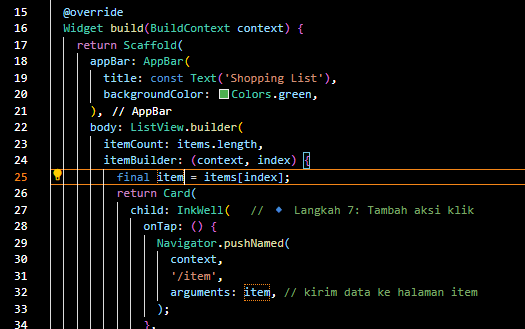 15 @override
16 Widget build(BuildContext context) {
17 return Scaffold(
18 appBar: AppBar(
19 title: const Text('Shopping List'),
20 backgroundColor: Colors.green,
21 ), // AppBar
22 body: ListView.builder(
23 itemCount: items.length,
24 itemBuilder: (context, index) {
25 final item = items[index];
26 return Card(
27 child: InkWell( // 🔹 Langkah 7: Tambah aksi klik
28 onTap: () {
29 Navigator.pushNamed(
30 context,
31 '/item',
32 arguments: item, // kirim data ke halaman item
33 );
34 },